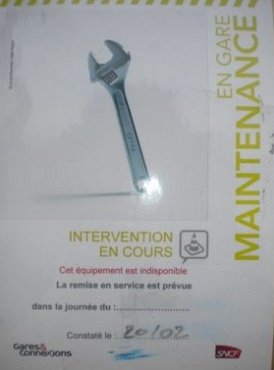 EN GARE
MAINTENANCE
INTERVENTION
EN COURS
Cet équipement est indisponible
La remise en service est prévue
dans la journée du :......................
Constaté le : 20/02
Gares&
Connexions
SNCF